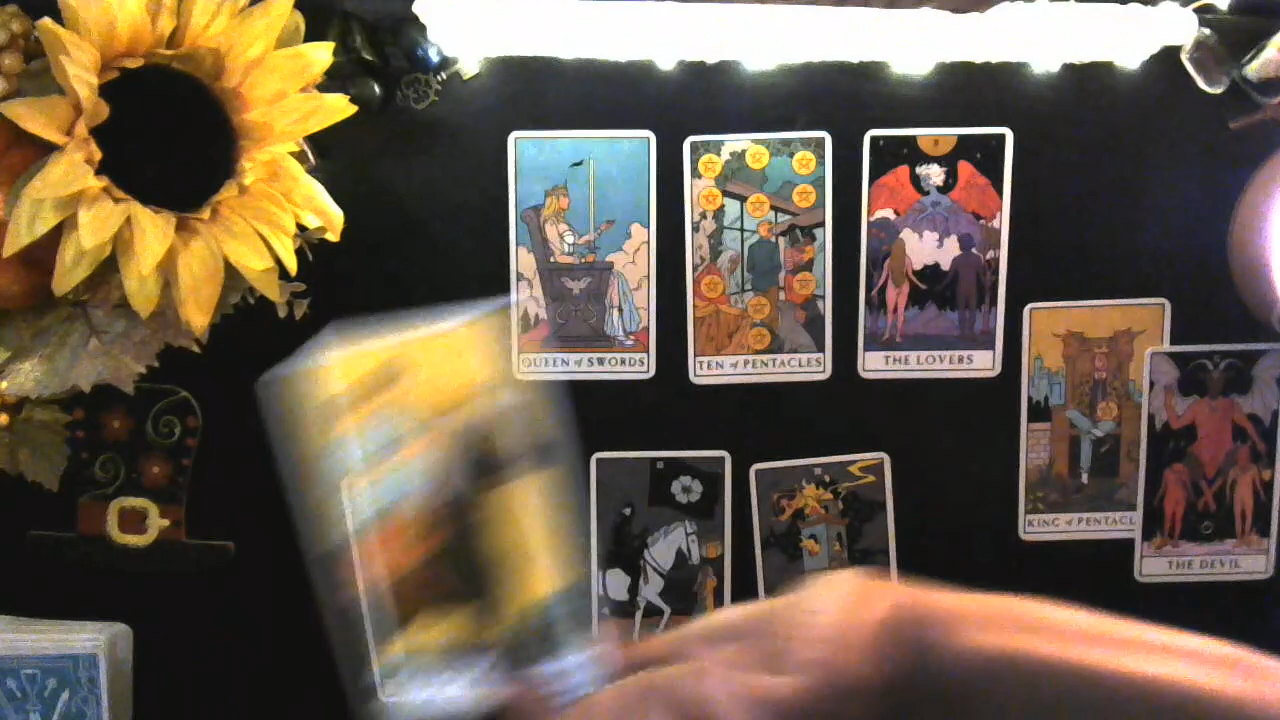 QUEEN of SWORDS
TEN of PENTACLES
THE LOVERS
KING of PENTACL
THE DEVIL